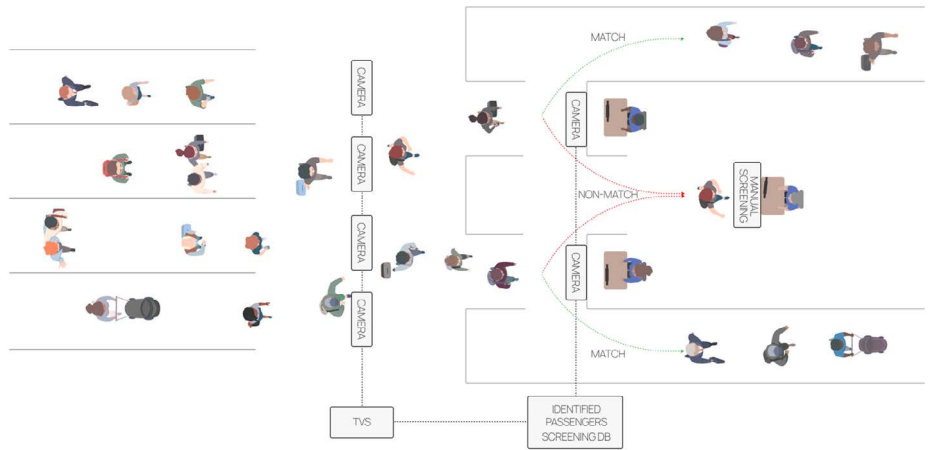 MATCH
CAMERA
CAMERA
CAMERA
CAMERA
CAMERA
NON-MATCH
MANUAL
SCREENING
CAMERA
MATCH
TVS
IDENTIFIED
PASSENGERS
SCREENING DB